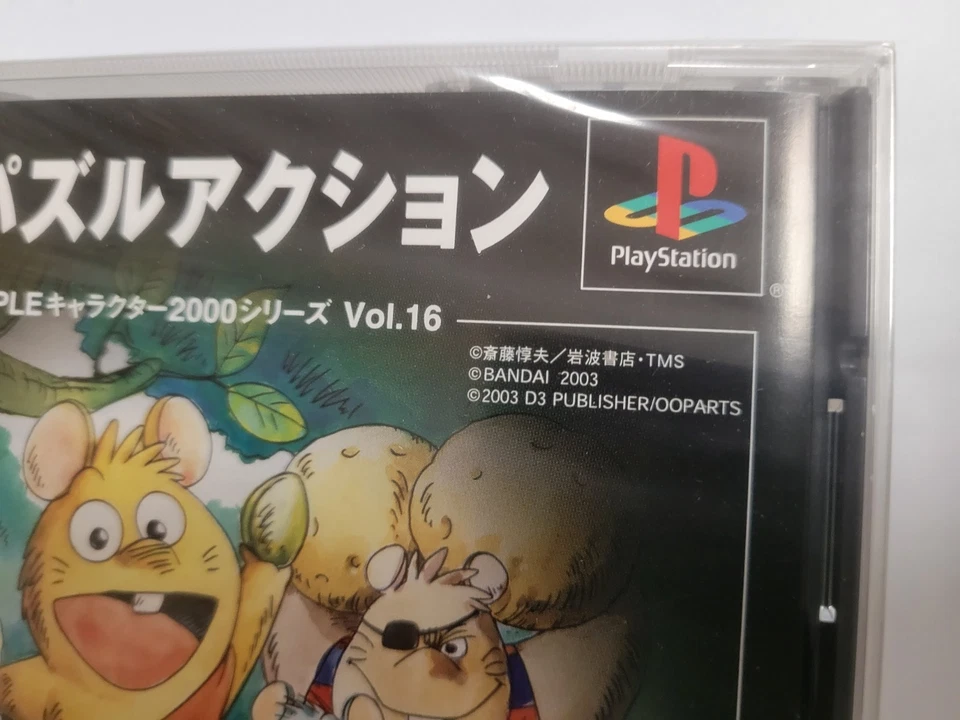 パズルアクション
PlayStation
®
PLEキャラクター2000シリーズ Vol.16
©斎藤惇夫／岩波書店・TMS
©BANDAI 2003
©2003 D3 PUBLISHER/OOPARTS